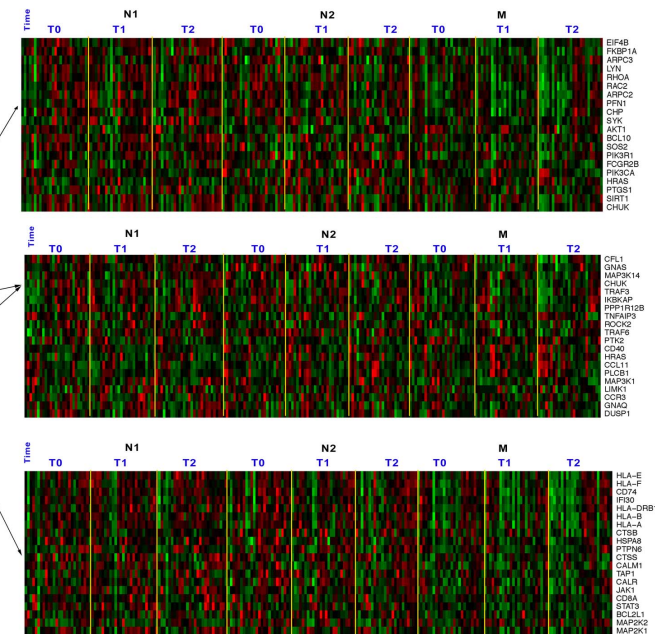 N1 N2 M
Time T0 T1 T2 T0 T1 T2 T0 T1 T2
EIF4B
FKBP1A
ARPC3
LYN
RHOA
RAC2
ARPC2
PFN1
CHP
SYK
AKT1
BCL10
SOS2
PIK3R1
FCGR2B
PIK3CA
HRAS
PTGS1
SIRT1
CHUK
N1 N2 M
Time T0 T1 T2 T0 T1 T2 T0 T1 T2
CFL1
GNAS
MAP3K14
CHUK
TRAF3
IKBKAP
PPP1R12B
TNFAIP3
ROCK2
TRAF6
PTK2
CD40
HRAS
CCL11
PLCB1
MAP3K1
LIMK1
CCR3
GNAQ
DUSP1
N1 N2 M
Time T0 T1 T2 T0 T1 T2 T0 T1 T2
HLA-E
HLA-F
CD74
IFI30
HLA-DRB1
HLA-B
HLA-A
CTSB
HSPA8
PTPN6
CTSS
CALM1
TAP1
CALR
JAK1
CD8A
STAT3
BCL2L1
MAP2K2
MAP2K1